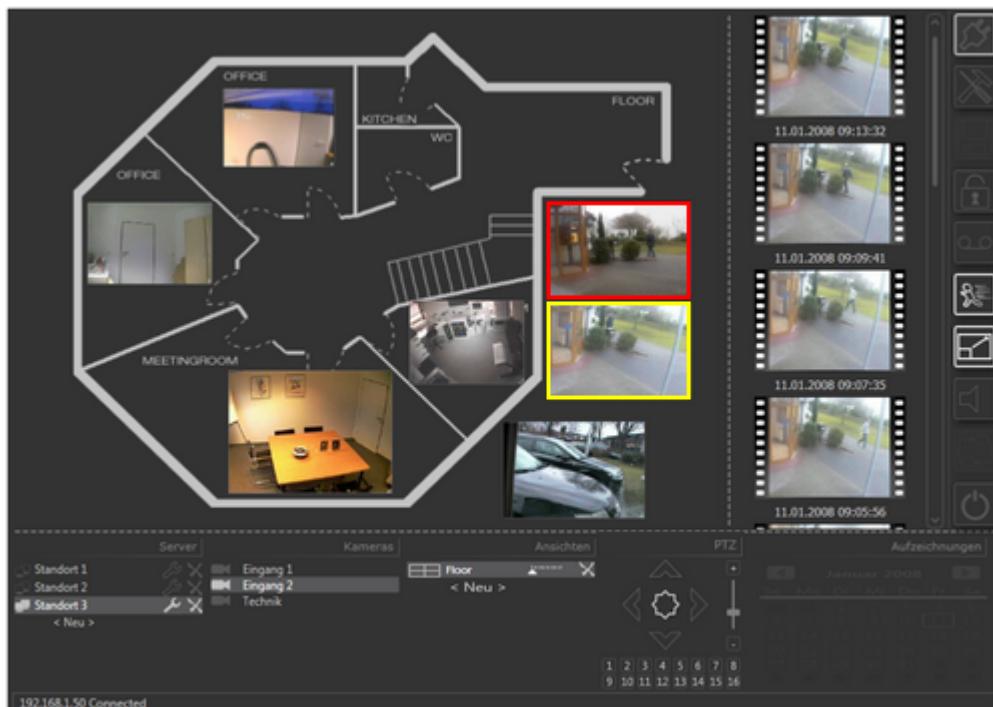 OFFICE
FLOOR
KITCHEN
WC
OFFICE
MEETINGROOM
11.01.2008 09:13:32
11.01.2008 09:09:41
11.01.2008 09:07:35
11.01.2008 09:05:56
Server
Kameras
Ansichten
PTZ
Aufzeichnungen
Standort 1
Standort 2
Standort 3
< Neu >
Eingang 1
Eingang 2
Technik
Floor
< Neu >
+
-
1 2 3 4 5 6 7 8
9 10 11 12 13 14 15 16
Januar 2008
192.168.1.50 Connected